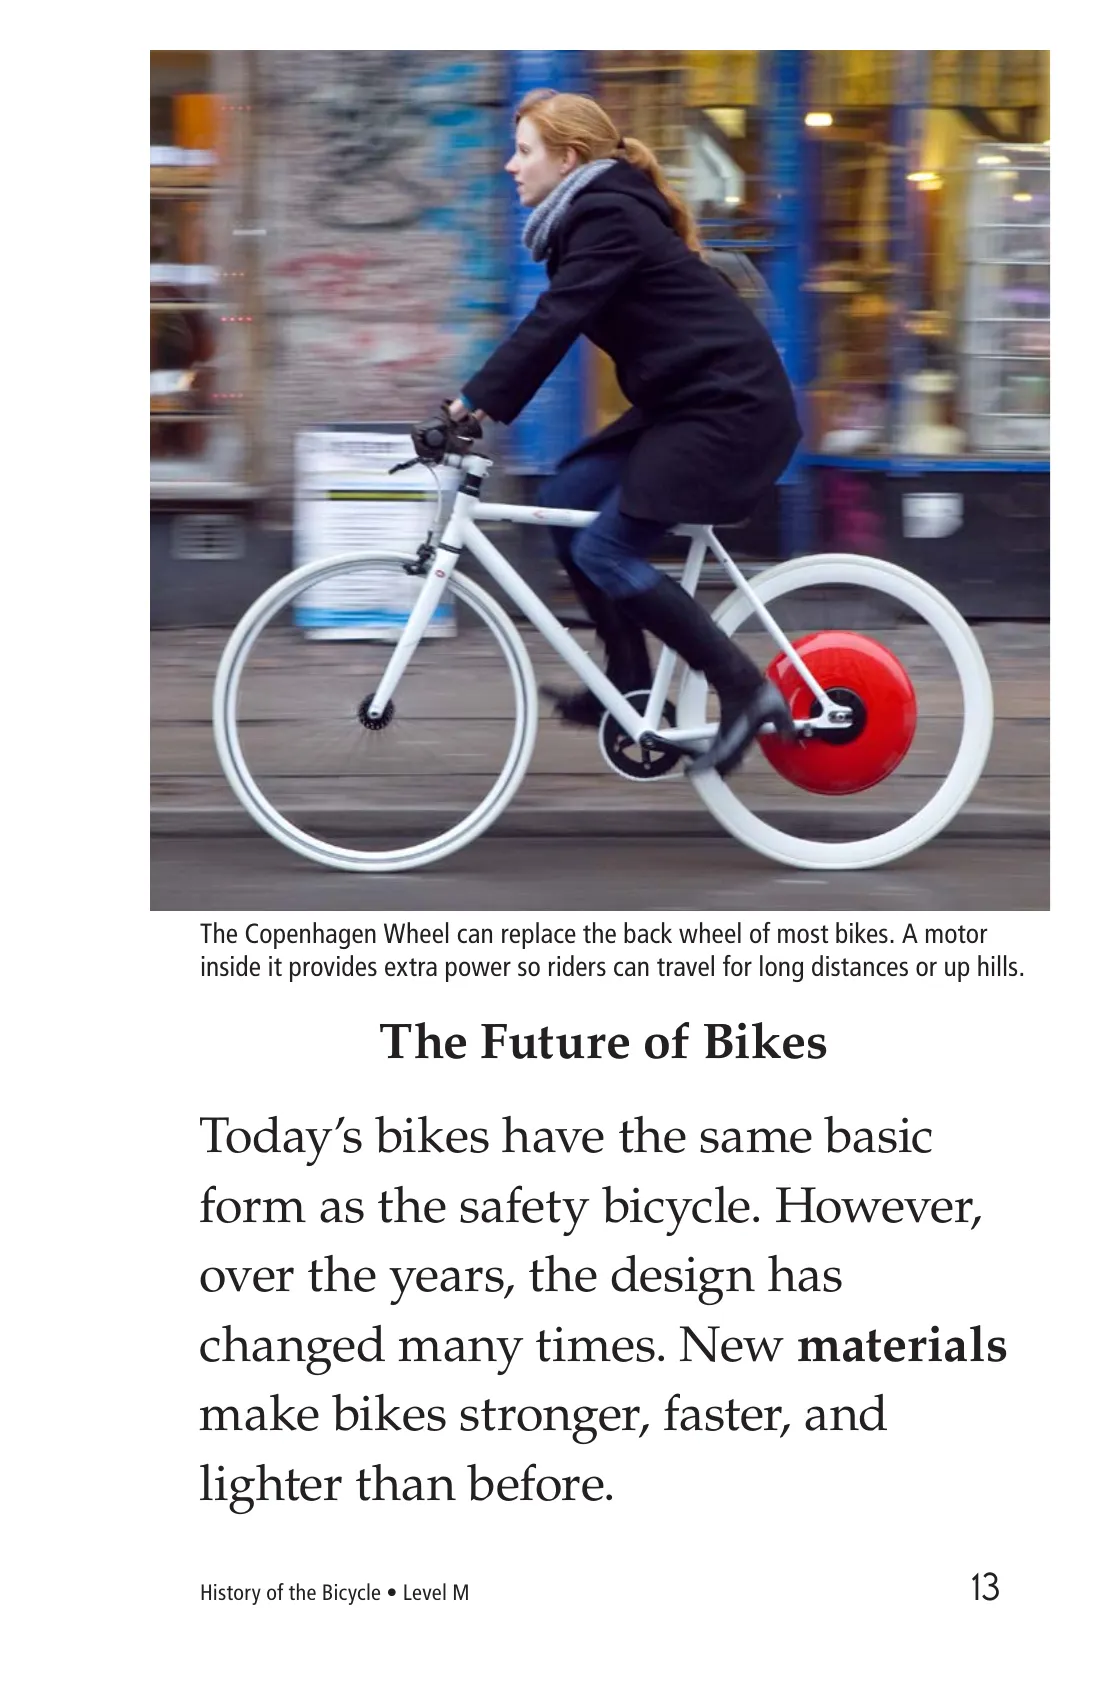 The Copenhagen Wheel can replace the back wheel of most bikes. A motor
inside it provides extra power so riders can travel for long distances or up hills.
The Future of Bikes
Today’s bikes have the same basic
form as the safety bicycle. However,
over the years, the design has
changed many times. New materials
make bikes stronger, faster, and
lighter than before.
History of the Bicycle • Level M
13